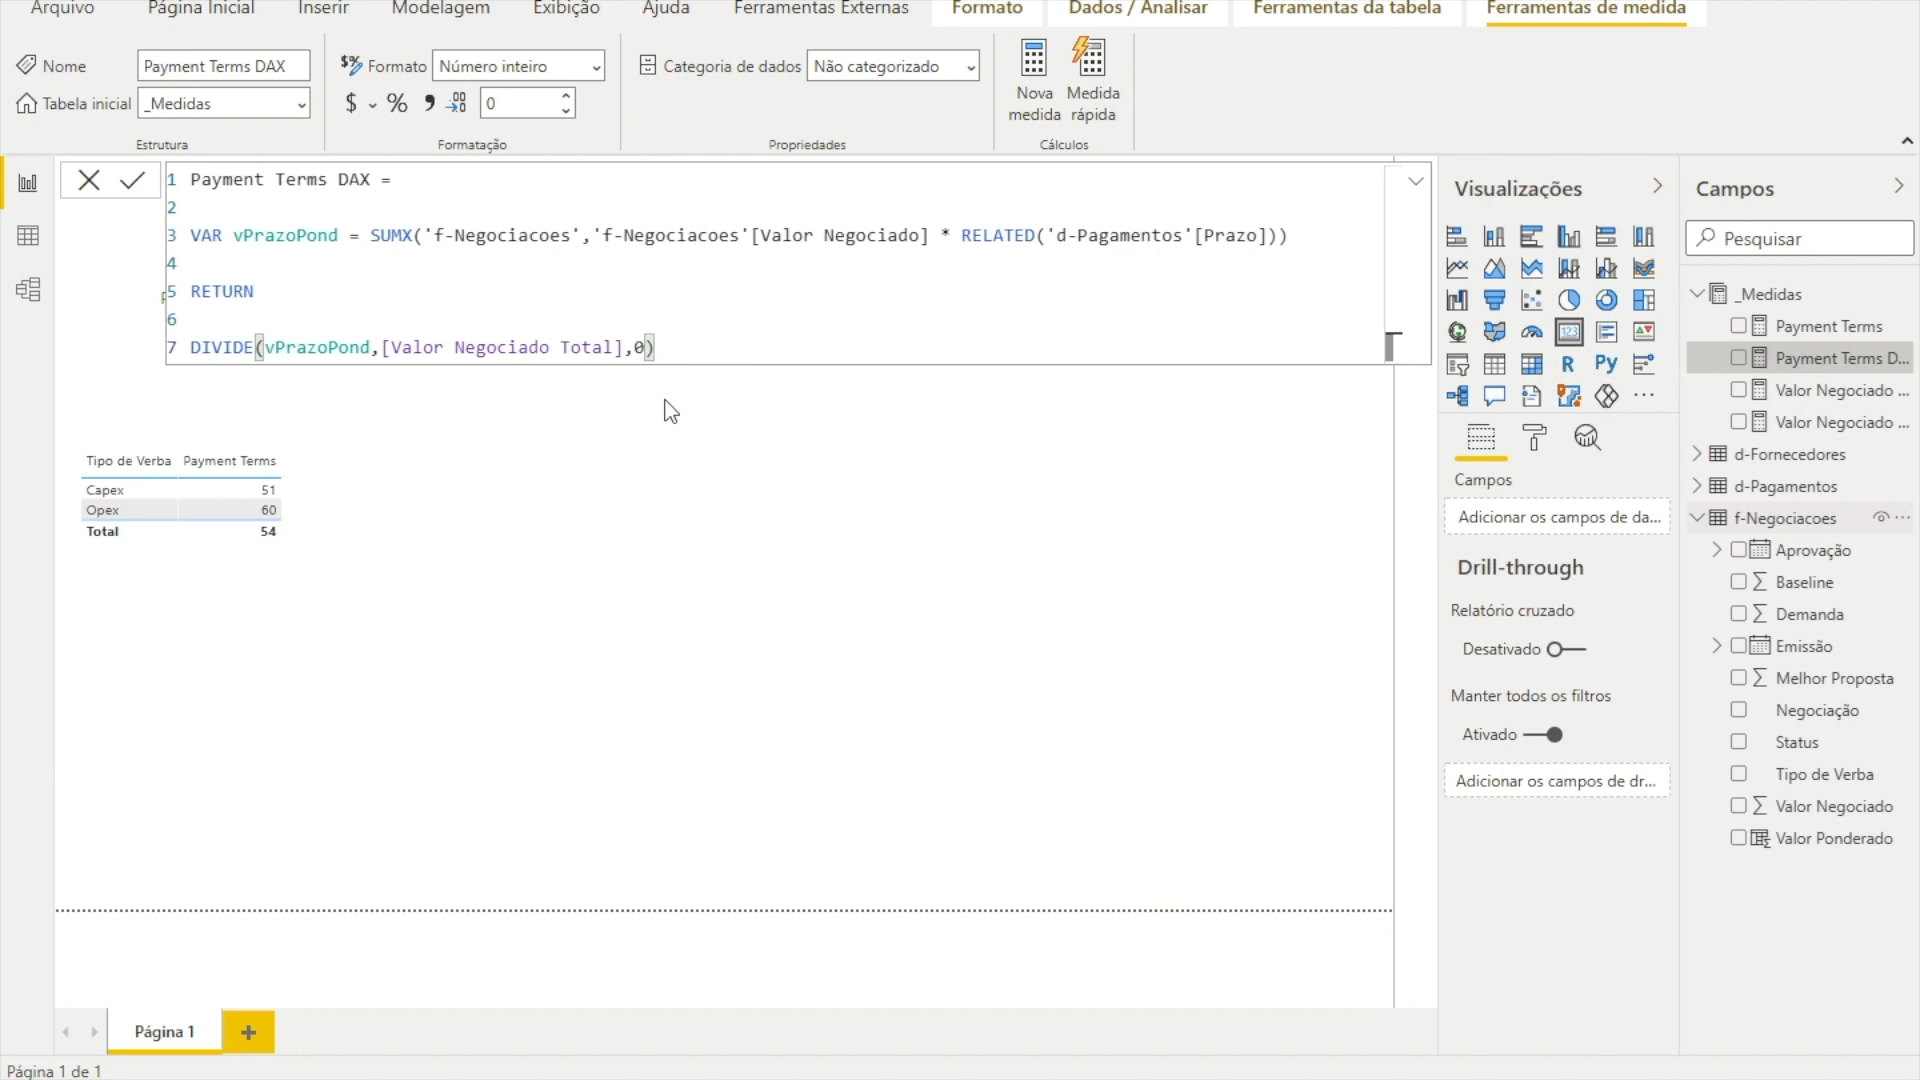 Arquivo Página Inicial Inserir Modelagem Exibição Ajuda Ferramentas Externas Formato Dados / Analisar Ferramentas da tabela Ferramentas de medida
Nome Payment Terms DAX
Tabela inicial _Medidas
Estrutura
$% Formato Número inteiro
$ % 9 .00 0
Formatação
Categoria de dados Não categorizado
Propriedades
Nova medida
Medida rápida
Cálculos
1 Payment Terms DAX =
2
3 VAR vPrazoPond = SUMX('f-Negociacoes','f-Negociacoes'[Valor Negociado] * RELATED('d-Pagamentos'[Prazo]))
4
5 RETURN
6
7 DIVIDE(vPrazoPond,[Valor Negociado Total],0)
Tipo de Verba Payment Terms
Capex 51
Opex 60
Total 54
Visualizações
123
R Py
...
Campos
Adicionar os campos de da...
Drill-through
Relatório cruzado
Desativado
Manter todos os filtros
Ativado
Adicionar os campos de dr...
Campos
Pesquisar
_Medidas
Payment Terms
Payment Terms D...
Valor Negociado ...
Valor Negociado ...
d-Fornecedores
d-Pagamentos
f-Negociacoes
Aprovação
Baseline
Demanda
Emissão
Melhor Proposta
Negociação
Status
Tipo de Verba
Valor Negociado
Valor Ponderado
Página 1 +
Página 1 de 1